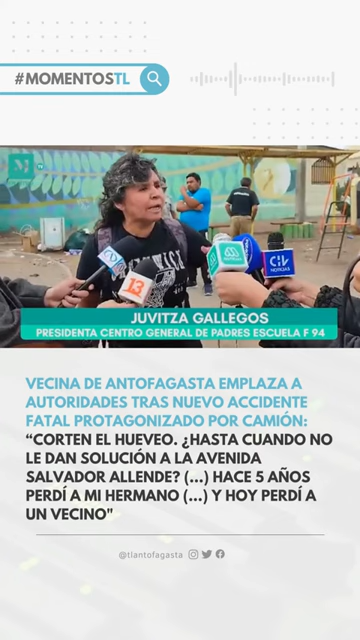 #MOMENTOSTL
13
CHV
NOTICIAS
JUVITZA GALLEGOS
PRESIDENTA CENTRO GENERAL DE PADRES ESCUELA F 94
VECINA DE ANTOFAGASTA EMPLAZA A
AUTORIDADES TRAS NUEVO ACCIDENTE
FATAL PROTAGONIZADO POR CAMIÓN:
“CORTEN EL HUEVEO. ¿HASTA CUANDO NO
LE DAN SOLUCIÓN A LA AVENIDA
SALVADOR ALLENDE? (...) HACE 5 AÑOS
PERDÍ A MI HERMANO (...) Y HOY PERDÍ A
UN VECINO"
@tlantofagasta